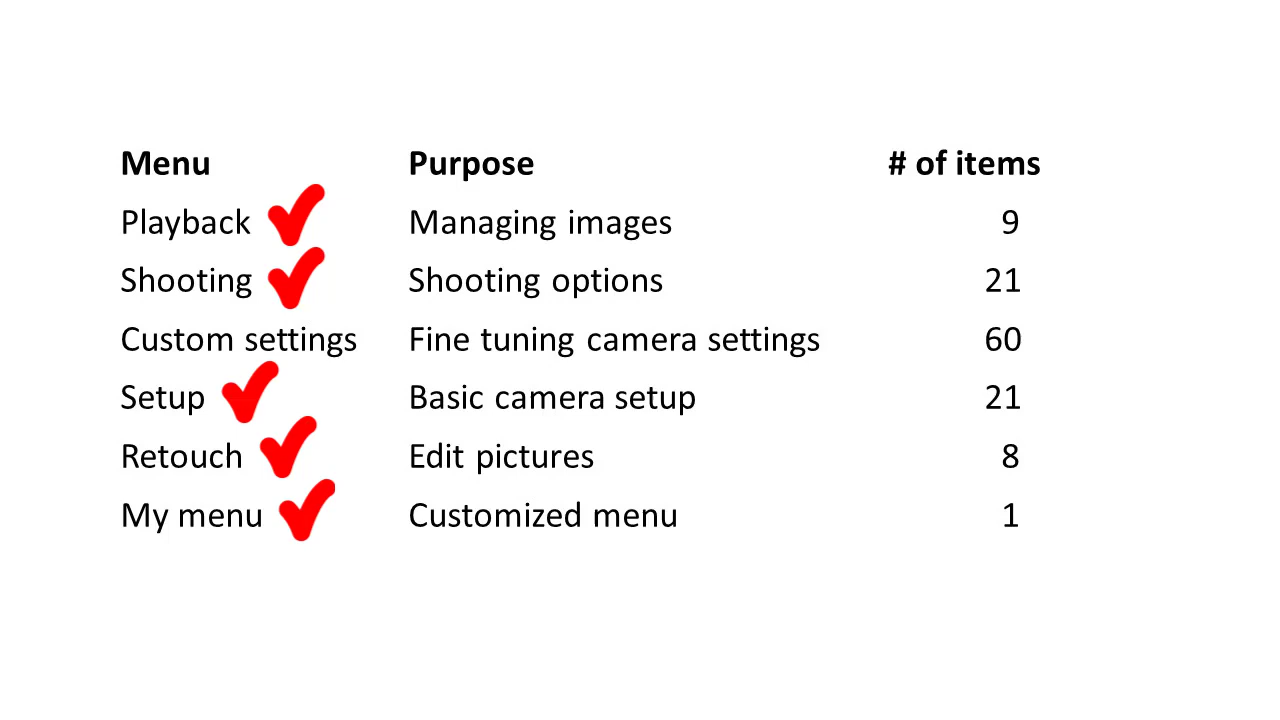 Menu Purpose # of items
Playback Managing images 9
Shooting Shooting options 21
Custom settings Fine tuning camera settings 60
Setup Basic camera setup 21
Retouch Edit pictures 8
My menu Customized menu 1